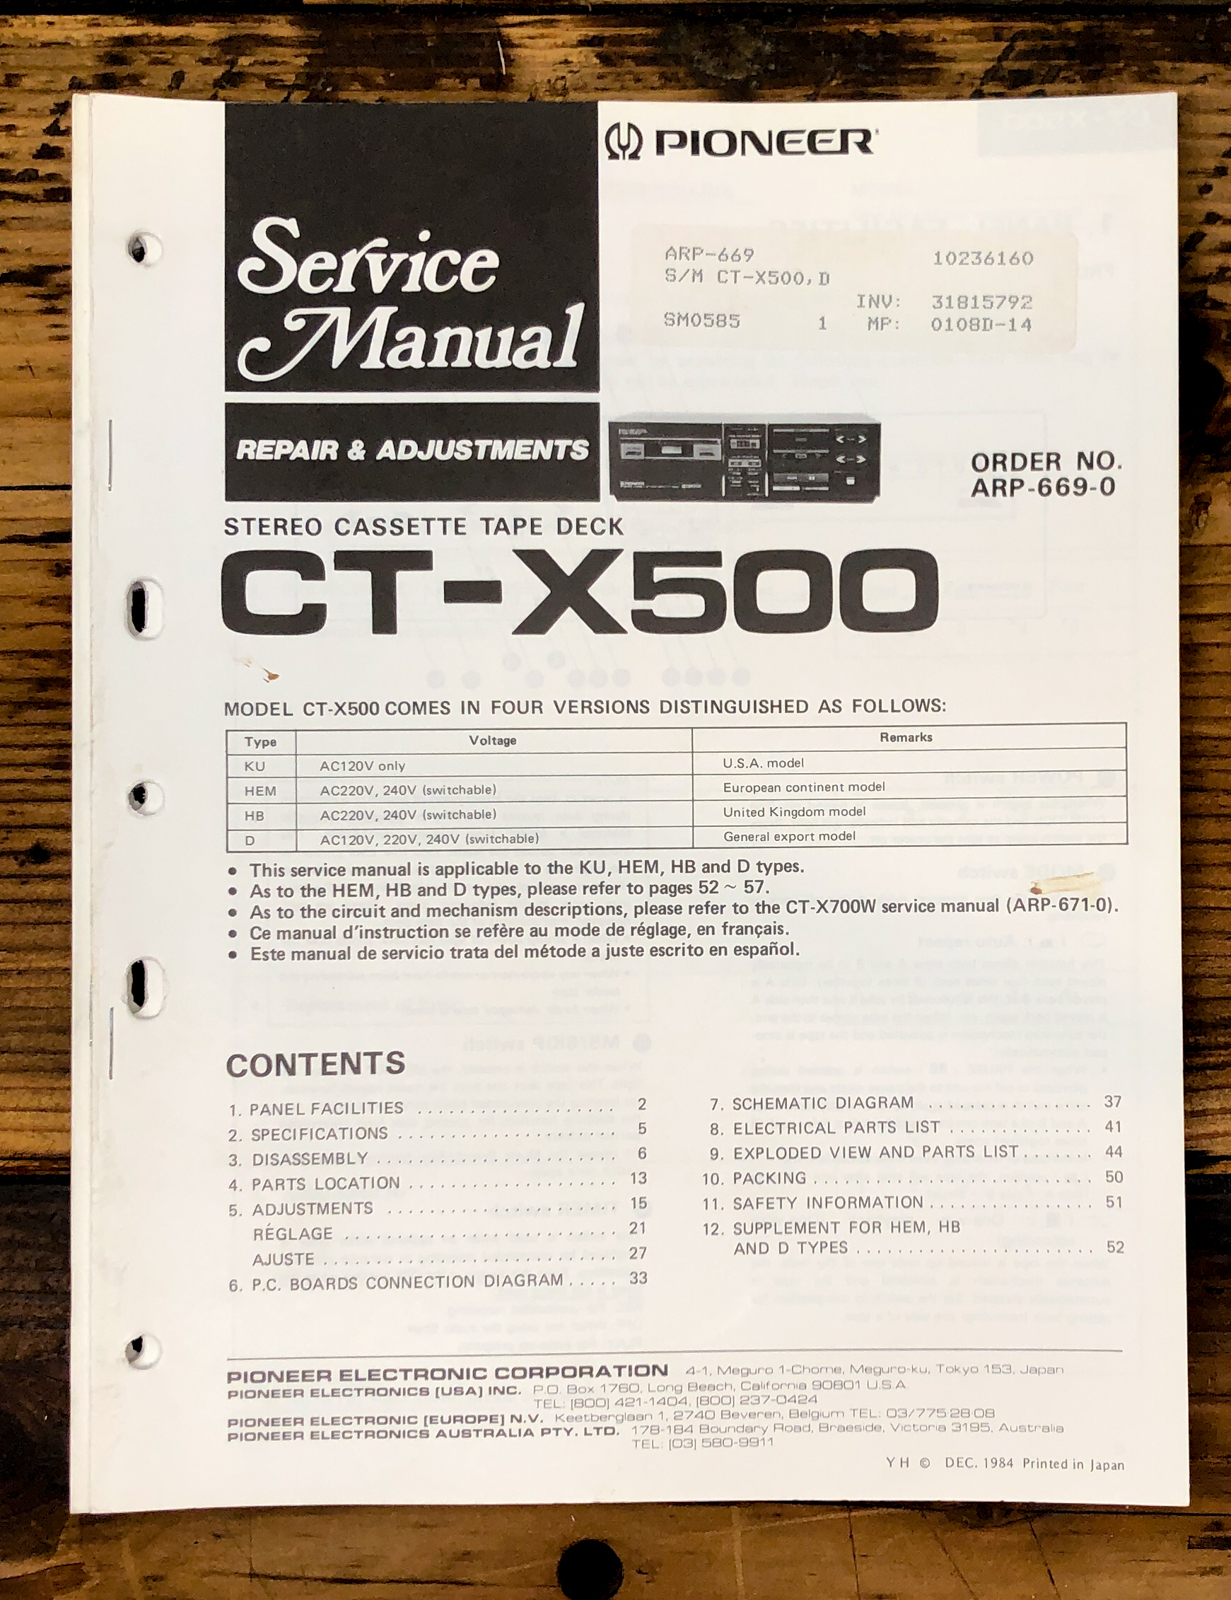 PIONEER
Service
Manual
ARP-669 10236160
S/M CT-X500,D
INV: 31815792
SM0585 1 MP: 0108D-14
REPAIR & ADJUSTMENTS
ORDER NO.
ARP-669-0
STEREO CASSETTE TAPE DECK
CT-X500
MODEL CT-X500 COMES IN FOUR VERSIONS DISTINGUISHED AS FOLLOWS:
Type Voltage Remarks
KU AC120V only U.S.A. model
HEM AC220V, 240V (switchable) European continent model
HB AC220V, 240V (switchable) United Kingdom model
D AC120V, 220V, 240V (switchable) General export model
• This service manual is applicable to the KU, HEM, HB and D types.
• As to the HEM, HB and D types, please refer to pages 52 ~ 57.
• As to the circuit and mechanism descriptions, please refer to the CT-X700W service manual (ARP-671-0).
• Ce manual d'instruction se refère au mode de réglage, en français.
• Este manual de servicio trata del método a juste escrito en español.
CONTENTS
1. PANEL FACILITIES .................... 2
2. SPECIFICATIONS ...................... 5
3. DISASSEMBLY ........................ 6
4. PARTS LOCATION ..................... 13
5. ADJUSTMENTS ....................... 15
RÉGLAGE .......................... 21
AJUSTE ............................ 27
6. P.C. BOARDS CONNECTION DIAGRAM ..... 33
7. SCHEMATIC DIAGRAM ................ 37
8. ELECTRICAL PARTS LIST .............. 41
9. EXPLODED VIEW AND PARTS LIST ....... 44
10. PACKING ........................... 50
11. SAFETY INFORMATION ................ 51
12. SUPPLEMENT FOR HEM, HB
AND D TYPES ........................ 52
PIONEER ELECTRONIC CORPORATION 4-1, Meguro 1-Chome, Meguro-ku, Tokyo 153, Japan
PIONEER ELECTRONICS [USA] INC. P.O. Box 1760, Long Beach, California 90801 U.S.A.
TEL: [800] 421-1404, [800] 237-0424
PIONEER ELECTRONIC [EUROPE] N.V. Keetberglaan 1, 2740 Beveren, Belgium TEL: 03/775 28 08
PIONEER ELECTRONICS AUSTRALIA PTY. LTD. 178-184 Boundary Road, Braeside, Victoria 3195, Australia
TEL: [03] 580-9911
YH © DEC. 1984 Printed in Japan